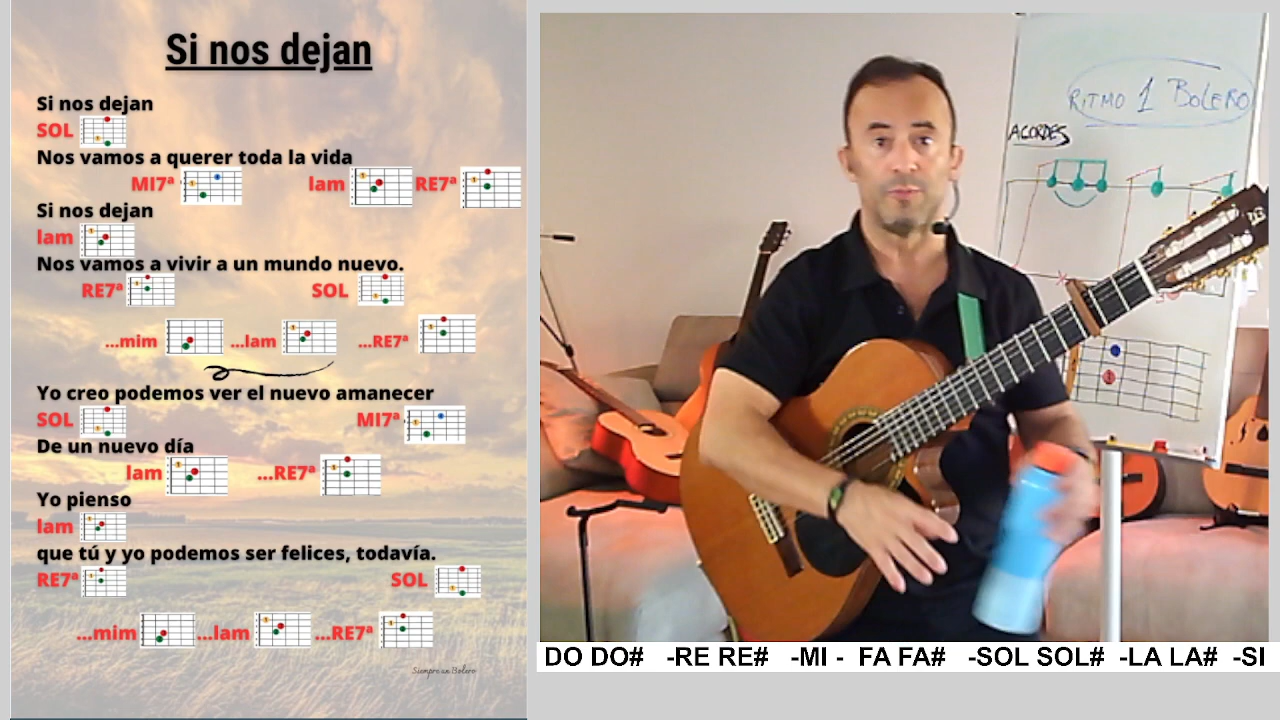 Si nos dejan
Si nos dejan
SOL
Nos vamos a querer toda la vida
MI7ª lam RE7ª
Si nos dejan
lam
Nos vamos a vivir a un mundo nuevo.
RE7ª SOL
...mim ...lam ...RE7ª
Yo creo podemos ver el nuevo amanecer
SOL MI7ª
De un nuevo día
lam ...RE7ª
Yo pienso
lam
que tú y yo podemos ser felices, todavía.
RE7ª SOL
...mim ...lam ...RE7ª
Siempre un Bolero
RITMO 1 BOLERO
ACORDES
DO DO# -RE RE# -MI - FA FA# -SOL SOL# -LA LA# -SI